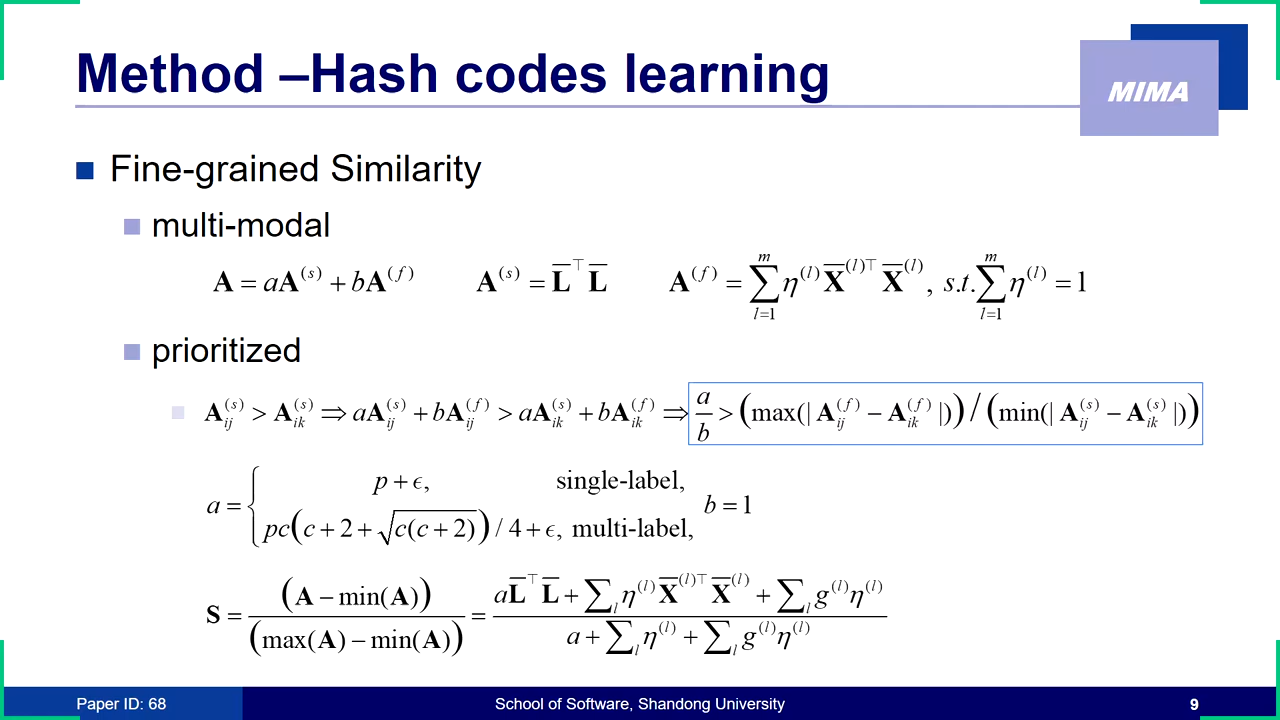 Method –Hash codes learning
MIMA
Fine-grained Similarity
multi-modal
A = aA^(s) + bA^(f)    A^(s) = L̅^⊤ L̅    A^(f) = ∑_{l=1}^{m} η^(l) X̅^(l)⊤ X̅^(l) , s.t. ∑_{l=1}^{m} η^(l) = 1
prioritized
A_ij^(s) > A_ik^(s) ⇒ aA_ij^(s) + bA_ij^(f) > aA_ik^(s) + bA_ik^(f) ⇒ a/b > (max(| A_ij^(f) − A_ik^(f) |)) / (min(| A_ij^(s) − A_ik^(s) |))
a = { p + ϵ, single-label,
pc(c + 2 + √(c(c + 2))) / 4 + ϵ, multi-label,    b = 1
S = (A − min(A)) / (max(A) − min(A)) = (aL̅^⊤ L̅ + ∑_l η^(l) X̅^(l)⊤ X̅^(l) + ∑_l g^(l) η^(l)) / (a + ∑_l η^(l) + ∑_l g^(l) η^(l))
Paper ID: 68
School of Software, Shandong University
9